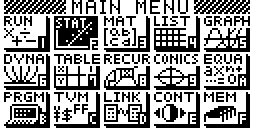 MAIN MENU
RUN STAT MAT LIST GRAPH
DYNA TABLE RECUR CONICS EQUA
PRGM TVM LINK CONT MEM